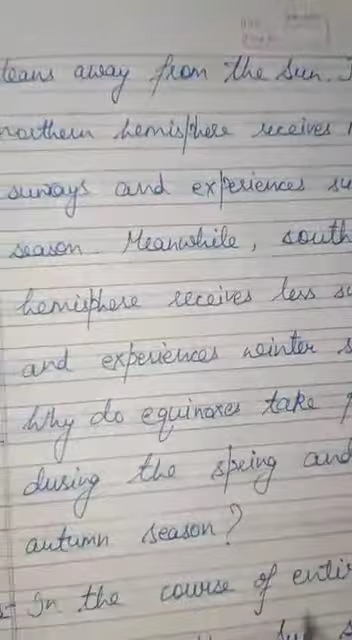 leans away from the sun.
northern hemisphere receives
sunrays and experiences
season. Meanwhile, south
hemisphere receives less
and experiences winter
Why do equinoxes take
during the spring and
autumn season?
In the course of entir